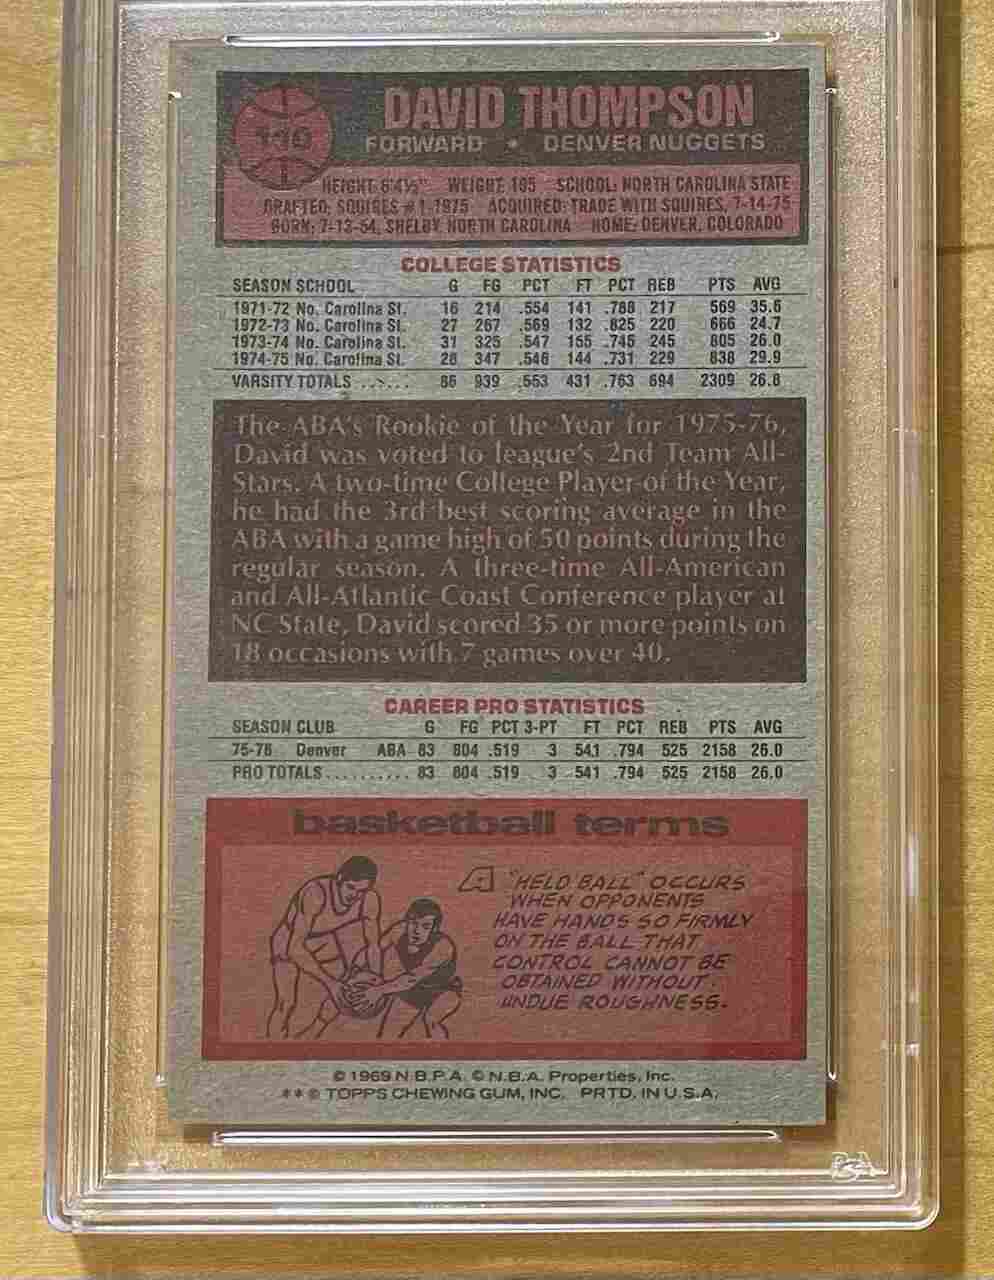 110
DAVID THOMPSON
FORWARD • DENVER NUGGETS
HEIGHT: 6'4½" WEIGHT: 195 SCHOOL: NORTH CAROLINA STATE
DRAFTED: SQUIRES #1-1975 ACQUIRED: TRADE WITH SQUIRES, 7-14-75
BORN: 7-13-54, SHELBY, NORTH CAROLINA HOME: DENVER, COLORADO
COLLEGE STATISTICS
SEASON SCHOOL G FG PCT FT PCT REB PTS AVG
1971-72 No. Carolina St. 16 214 .554 141 .788 217 569 35.6
1972-73 No. Carolina St. 27 267 .569 132 .825 220 666 24.7
1973-74 No. Carolina St. 31 325 .547 155 .745 245 805 26.0
1974-75 No. Carolina St. 28 347 .546 144 .731 229 838 29.9
VARSITY TOTALS ...... 86 939 .553 431 .763 694 2309 26.8
The ABA's Rookie of the Year for 1975-76,
David was voted to league's 2nd Team All-
Stars. A two-time College Player of the Year,
he had the 3rd best scoring average in the
ABA with a game high of 50 points during the
regular season. A three-time All-American
and All-Atlantic Coast Conference player at
NC State, David scored 35 or more points on
18 occasions with 7 games over 40.
CAREER PRO STATISTICS
SEASON CLUB G FG PCT 3-PT FT PCT REB PTS AVG
75-76 Denver ABA 83 804 .519 3 541 .794 525 2158 26.0
PRO TOTALS.......... 83 804 .519 3 541 .794 525 2158 26.0
basketball terms
A "HELD BALL" OCCURS
WHEN OPPONENTS
HAVE HANDS SO FIRMLY
ON THE BALL THAT
CONTROL CANNOT BE
OBTAINED WITHOUT
UNDUE ROUGHNESS.
© 1969 N.B.P.A. © N.B.A. Properties, Inc.
** © TOPPS CHEWING GUM, INC. PRTD. IN U.S.A.
PSA